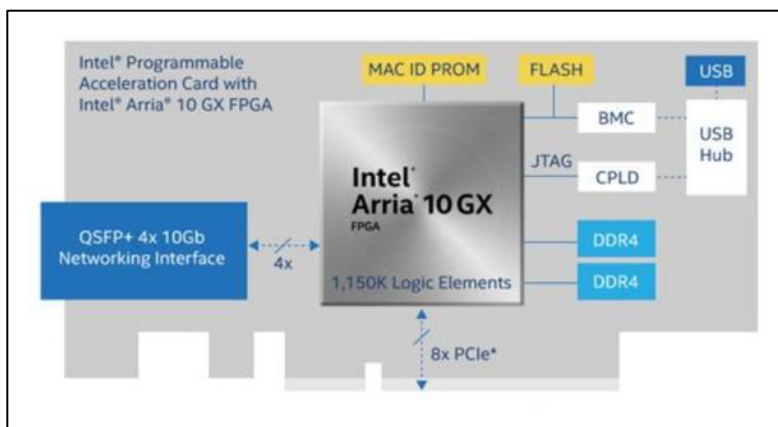 Intel® Programmable
Acceleration Card with
Intel® Arria® 10 GX FPGA
MAC ID PROM
FLASH
USB
BMC
USB
Hub
JTAG
CPLD
Intel®
Arria® 10 GX
FPGA
1,150K Logic Elements
QSFP+ 4x 10Gb
Networking Interface
4x
DDR4
DDR4
8x PCIe*